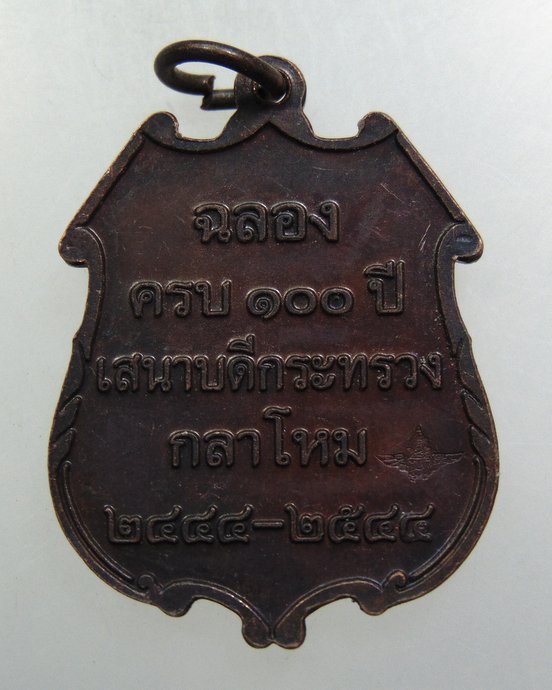 ฉลอง
ครบ ๑๐๐ ปี
เสนาบดีกระทรวง
กลาโหม
๒๔๔๔-๒๕๔๔